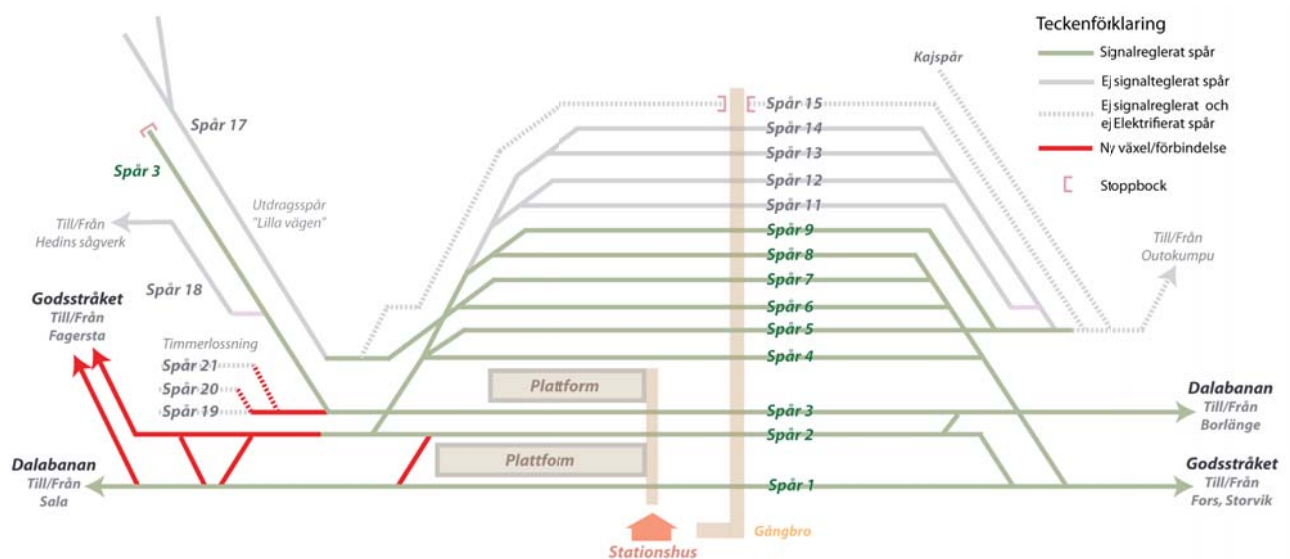 Teckenförklaring
Signalreglerat spår
Ej signalteglerat spår
Ej signalreglerat och
ej Elektrifierat spår
Ny växel/förbindelse
Stoppbock
Kajspår
Spår 17
Spår 3
Utdragsspår
"Lilla vägen"
Till/Från
Hedins sågverk
Spår 18
Godsstråket
Till/Från
Fagersta
Timmerlossning
Spår 21
Spår 20
Spår 19
Dalabanan
Till/Från
Sala
Spår 15
Spår 14
Spår 13
Spår 12
Spår 11
Spår 9
Spår 8
Spår 7
Spår 6
Spår 5
Spår 4
Spår 3
Spår 2
Spår 1
Plattform
Plattform
Till/Från
Outokumpu
Dalabanan
Till/Från
Borlänge
Godsstråket
Till/Från
Fors, Storvik
Gångbro
Stationshus